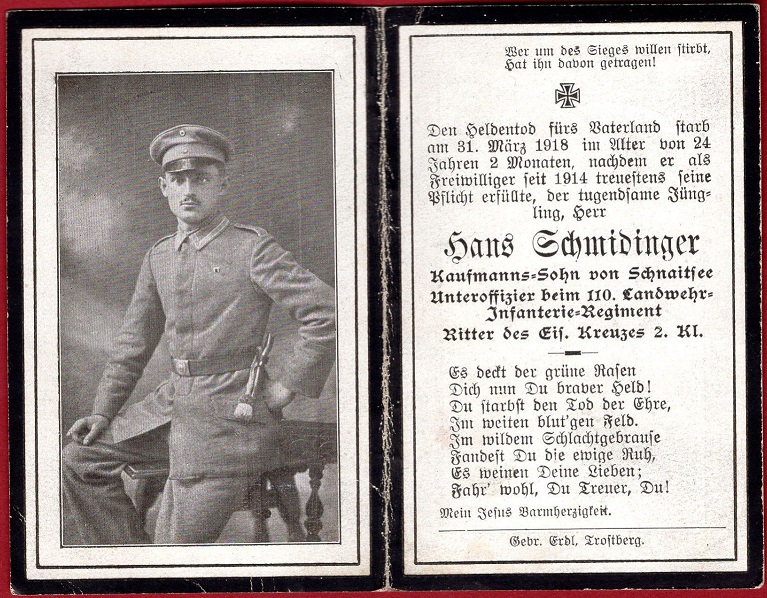 Wer um des Sieges willen stirbt,
Hat ihn davon getragen!
Den Heldentod fürs Vaterland starb
am 31. März 1918 im Alter von 24
Jahren 2 Monaten, nachdem er als
Freiwilliger seit 1914 treuestens seine
Pflicht erfüllte, der tugendsame Jüng-
ling, Herr
Hans Schmidinger
Kaufmanns-Sohn von Schnaitsee
Unteroffizier beim 110. Landwehr-
Infanterie-Regiment
Ritter des Eis. Kreuzes 2. Kl.
Es deckt der grüne Rasen
Dich nun Du braver Held!
Du starbst den Tod der Ehre,
Im weiten blut'gen Feld.
Im wildem Schlachtgebrause
Fandest Du die ewige Ruh,
Es weinen Deine Lieben;
Fahr' wohl, Du Treuer, Du!
Mein Jesus Barmherzigkeit.
Gebr. Erdl, Trostberg.